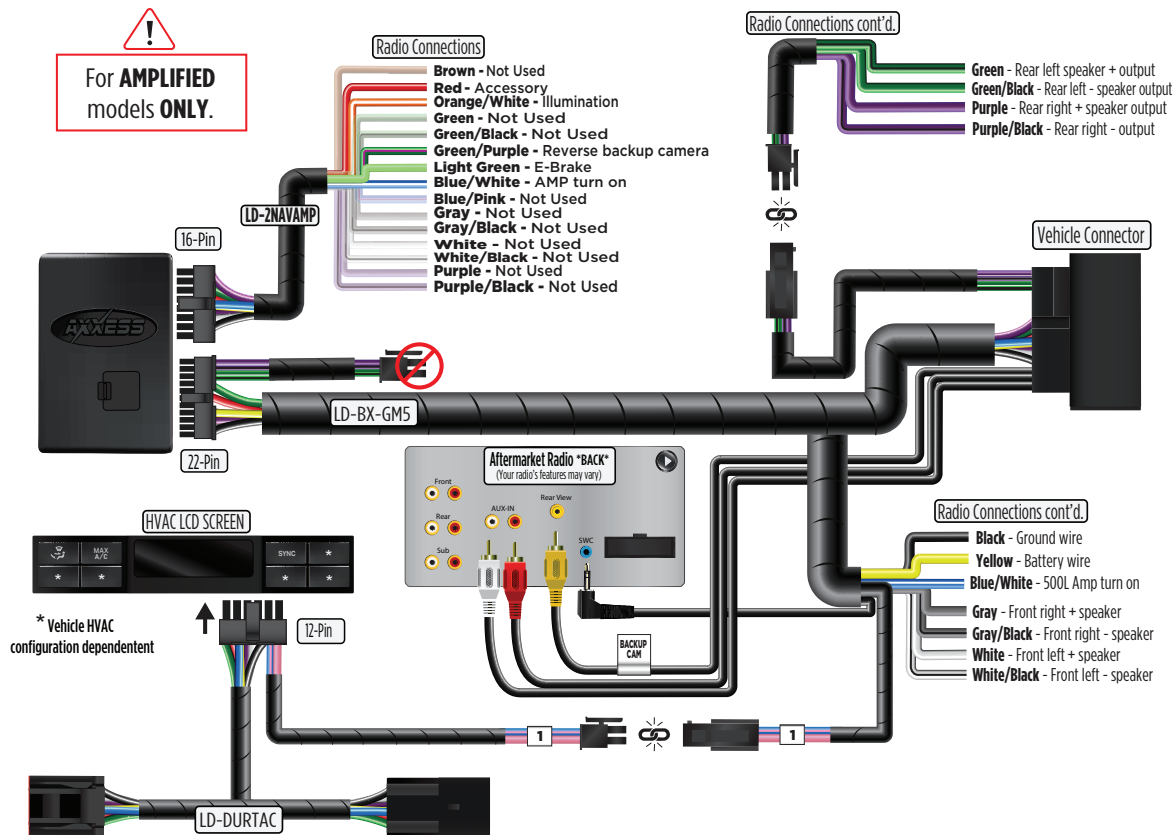 For AMPLIFIED
models ONLY.
Radio Connections
Brown - Not Used
Red - Accessory
Orange/White - Illumination
Green - Not Used
Green/Black - Not Used
Green/Purple - Reverse backup camera
Light Green - E-Brake
Blue/White - AMP turn on
Blue/Pink - Not Used
Gray - Not Used
Gray/Black - Not Used
White - Not Used
White/Black - Not Used
Purple - Not Used
Purple/Black - Not Used
Radio Connections cont'd.
Green - Rear left speaker + output
Green/Black - Rear left - speaker output
Purple - Rear right + speaker output
Purple/Black - Rear right - output
LD-2NAVAMP
16-Pin
AXXESS
22-Pin
LD-BX-GM5
Vehicle Connector
Aftermarket Radio *BACK*
(Your radio's features may vary)
Front
Rear
Sub
AUX-IN
Rear View
SWC
BACKUP
CAM
Radio Connections cont'd.
Black - Ground wire
Yellow - Battery wire
Blue/White - 500L Amp turn on
Gray - Front right + speaker
Gray/Black - Front right - speaker
White - Front left + speaker
White/Black - Front left - speaker
HVAC LCD SCREEN
MAX
A/C
SYNC
*
* *
* *
* Vehicle HVAC
configuration dependentent
12-Pin
1
1
LD-DURTAC